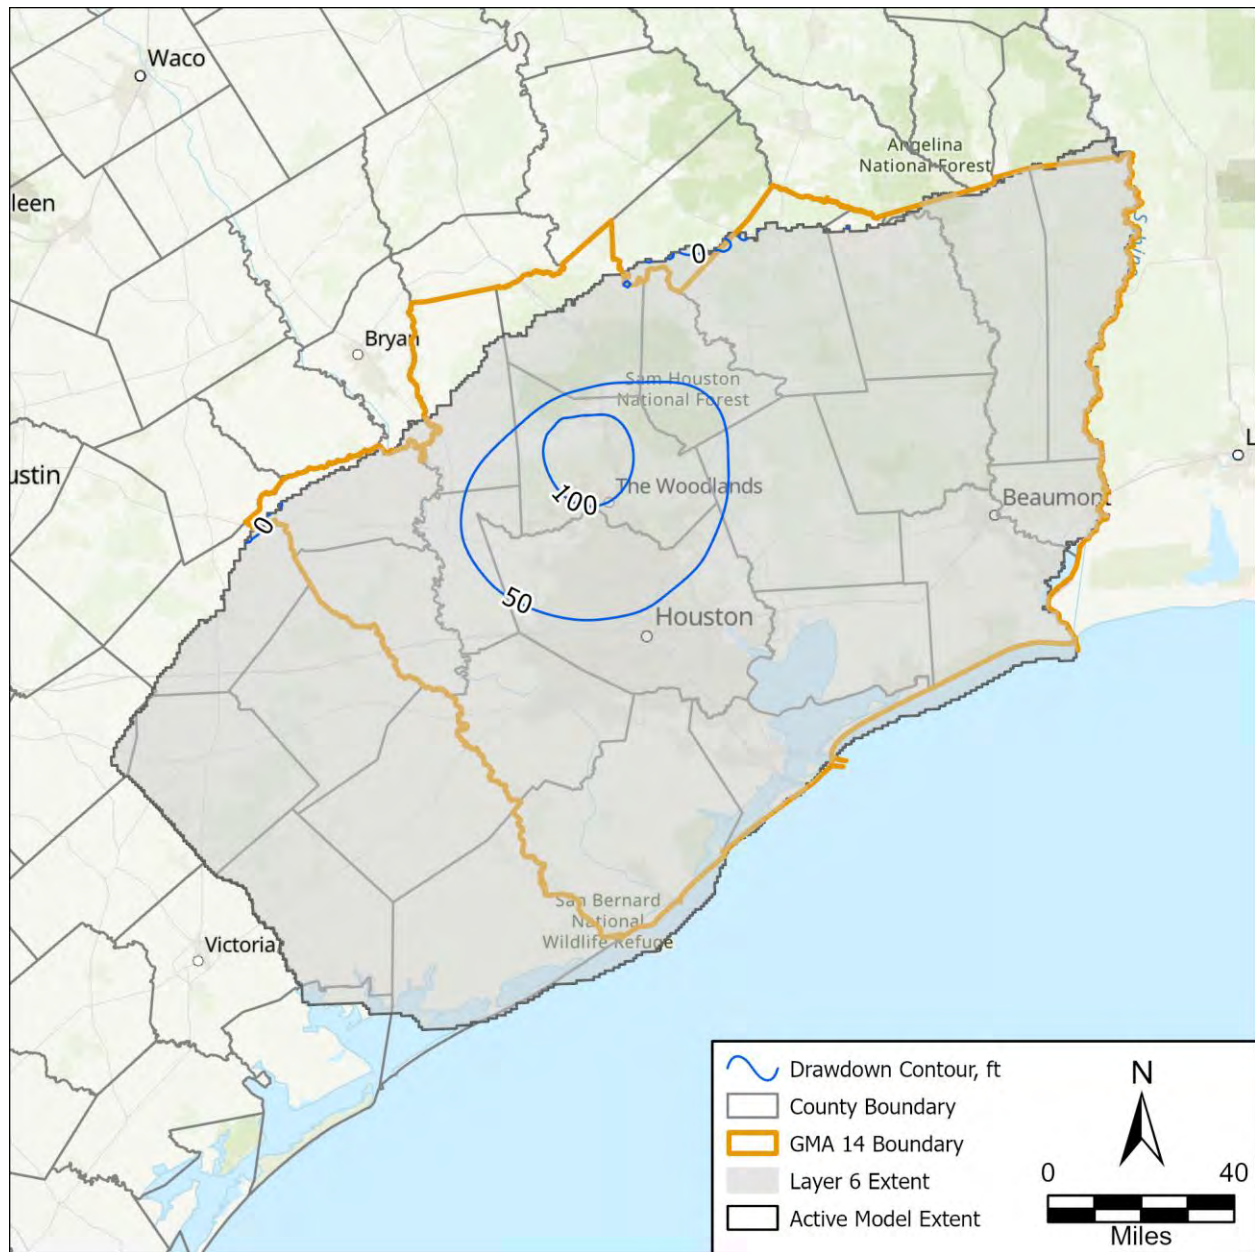 Waco
Angelina
National Forest
leen
Sabine
0
Bryan
Sam Houston
National Forest
L
ustin
The Woodlands
100
Beaumont
0
50
Houston
San Bernard
National
Wildlife Refuge
Victoria
Drawdown Contour, ft
County Boundary
GMA 14 Boundary
Layer 6 Extent
Active Model Extent
N
0 40
Miles